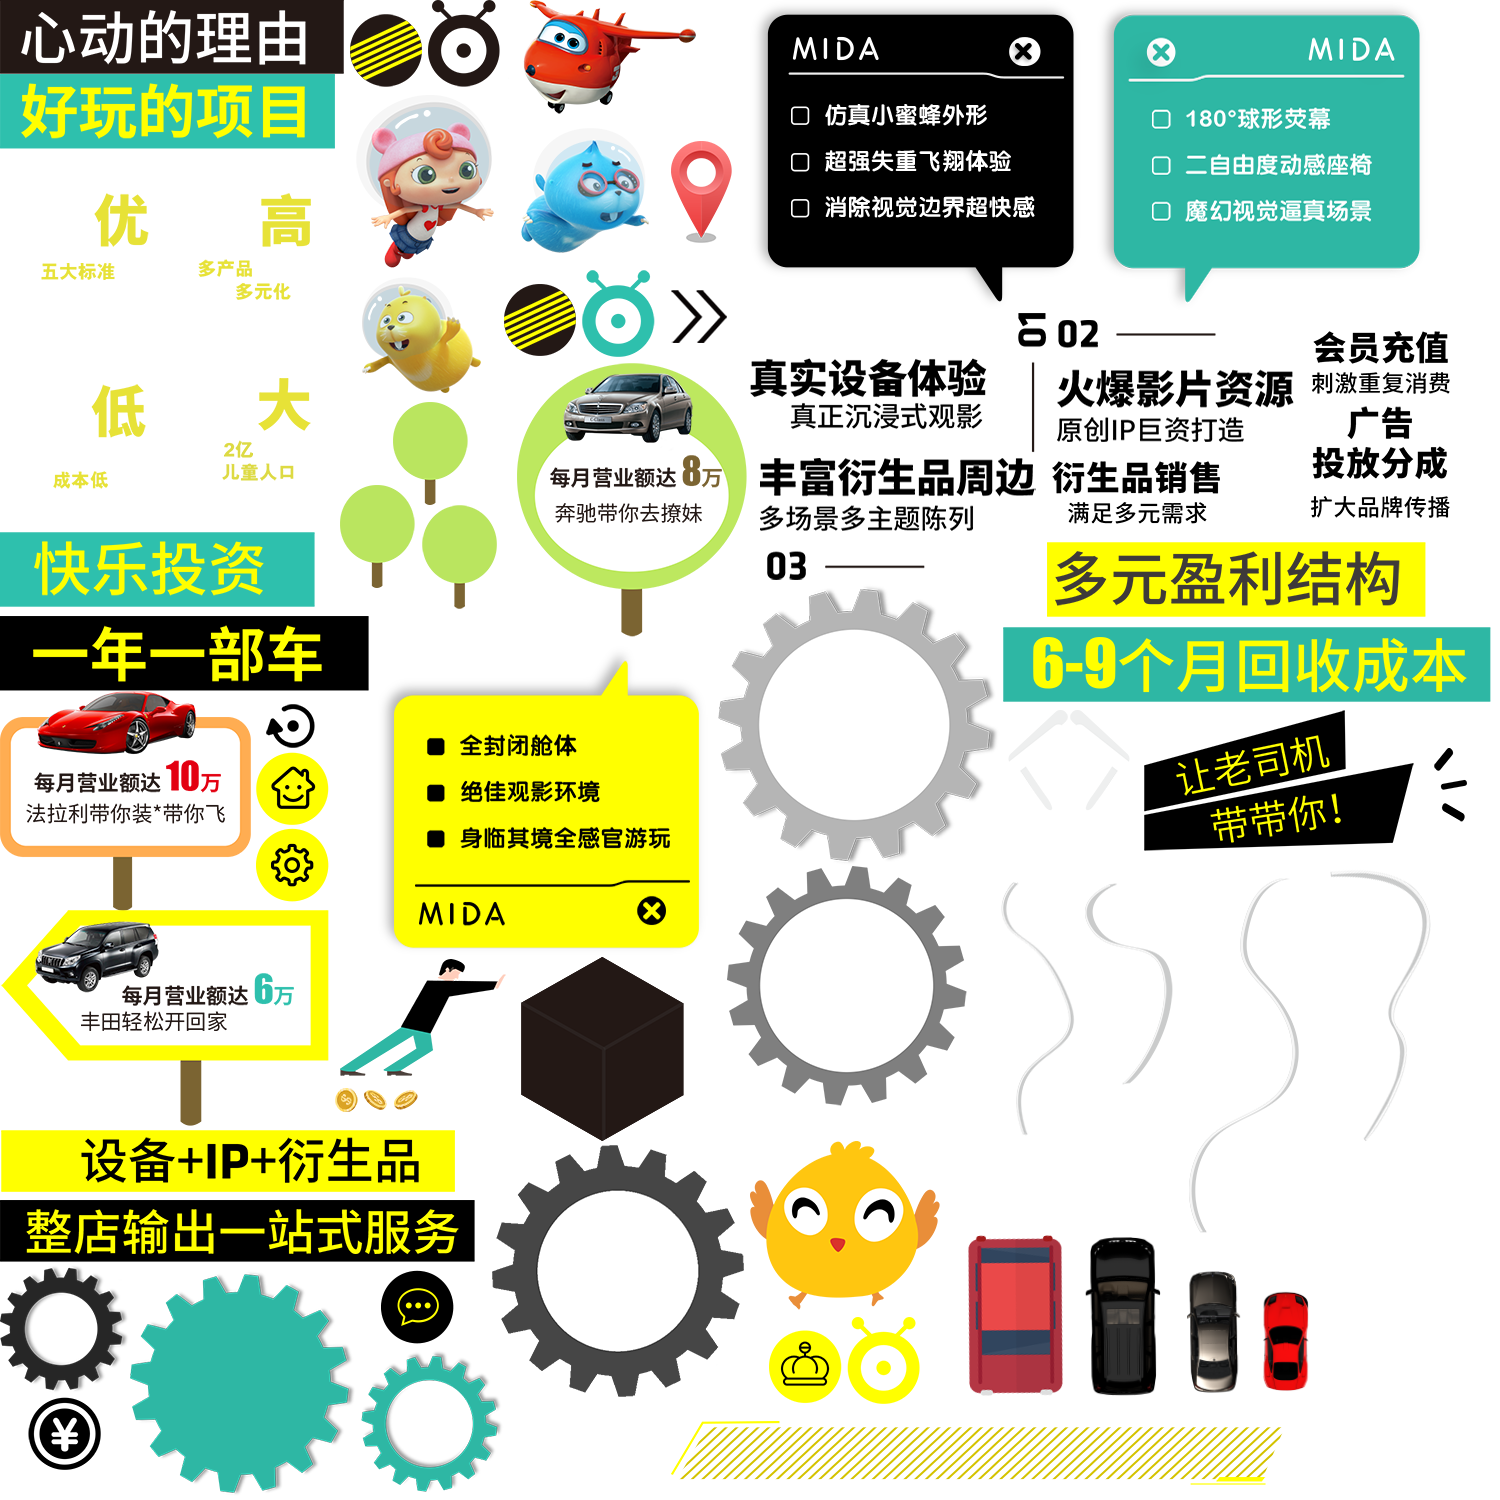 心动的理由
好玩的项目
优
五大标准
高
多产品
多元化
低
成本低
大
2亿
儿童人口
快乐投资
一年一部车
每月营业额达 10万
法拉利带你装*带你飞
每月营业额达 6万
丰田轻松开回家
设备+IP+衍生品
整店输出一站式服务
每月营业额达 8万
奔驰带你去撩妹
全封闭舱体
绝佳观影环境
身临其境全感官游玩
MIDA
MIDA
仿真小蜜蜂外形
超强失重飞翔体验
消除视觉边界超快感
MIDA
180°球形荧幕
二自由度动感座椅
魔幻视觉逼真场景
01
真实设备体验
真正沉浸式观影
02
火爆影片资源
原创IP巨资打造
丰富衍生品周边
多场景多主题陈列
03
衍生品销售
满足多元需求
会员充值
刺激重复消费
广告
投放分成
扩大品牌传播
多元盈利结构
6-9个月回收成本
让老司机
带带你！